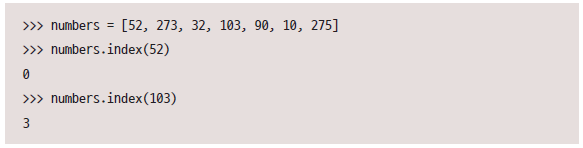 >>> numbers = [52, 273, 32, 103, 90, 10, 275]
>>> numbers.index(52)
0
>>> numbers.index(103)
3